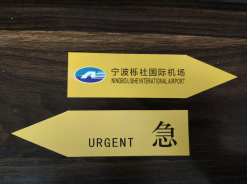 宁波栎社国际机场
NINGBO LISHE INTERNATIONAL AIRPORT
URGENT 急